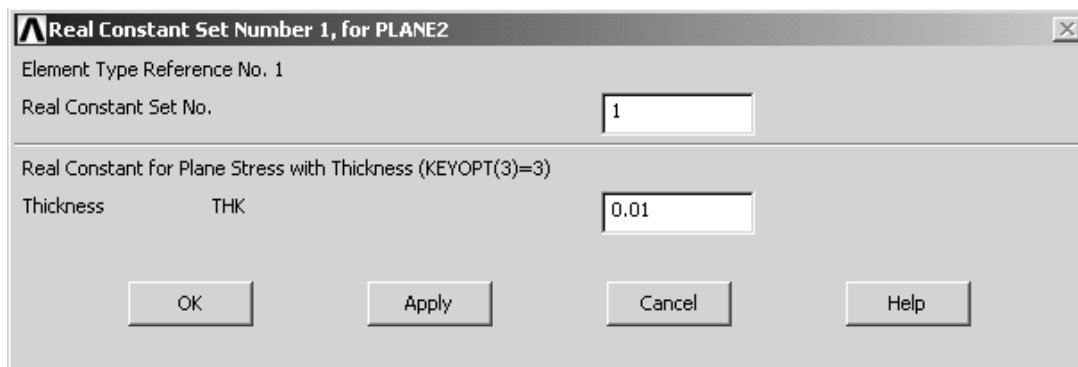 Real Constant Set Number 1, for PLANE2
Element Type Reference No. 1
Real Constant Set No. 1
Real Constant for Plane Stress with Thickness (KEYOPT(3)=3)
Thickness THK 0.01
OK Apply Cancel Help